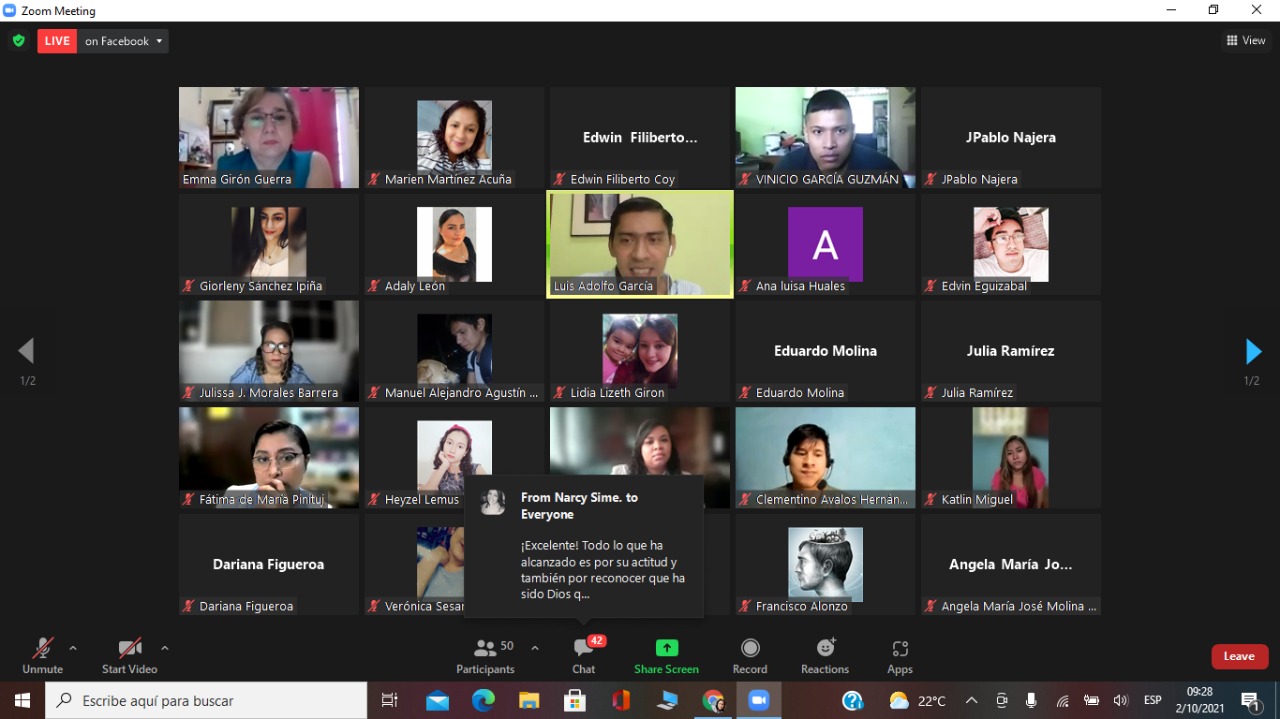 Zoom Meeting
LIVE on Facebook
View
Emma Girón Guerra
Marien Martínez Acuña
Edwin Filiberto...
Edwin Filiberto Coy
VINICIO GARCÍA GUZMÁN
JPablo Najera
JPablo Najera
Giorleny Sánchez Ipiña
Adaly León
Luis Adolfo García
A
Ana luisa Huales
Edvin Eguizabal
1/2
1/2
Julissa J. Morales Barrera
Manuel Alejandro Agustín ...
Lidia Lizeth Giron
Eduardo Molina
Eduardo Molina
Julia Ramírez
Julia Ramírez
Fátima de María Pinituj
Heyzel Lemus
Clementino Avalos Hernán...
Katlin Miguel
From Narcy Sime. to
Everyone
¡Excelente! Todo lo que ha
alcanzado es por su actitud y
también por reconocer que ha
sido Dios q...
Dariana Figueroa
Dariana Figueroa
Verónica Sesar
Francisco Alonzo
Angela María Jo...
Angela María José Molina ...
Unmute
Start Video
50
Participants
42
Chat
Share Screen
Record
Reactions
Apps
Leave
Escribe aquí para buscar
22°C
ESP
09:28
2/10/2021
1